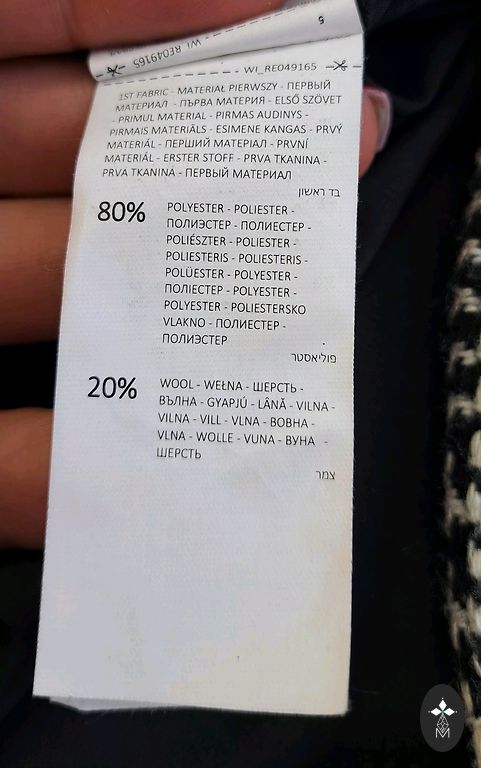 5
WI_RE049165
WI_RE049165
1ST FABRIC - MATERIAŁ PIERWSZY - ПЕРВЫЙ
МАТЕРИАЛ - ПЪРВА МАТЕРИЯ - ELSŐ SZÖVET
- PRIMUL MATERIAL - PIRMAS AUDINYS -
PIRMAIS MATERIĀLS - ESIMENE KANGAS - PRVÝ
MATERIÁL - ПЕРШИЙ МАТЕРІАЛ - PRVNÍ
MATERIÁL - ERSTER STOFF - PRVA TKANINA -
PRVA TKANINA - ПЕРВЫЙ МАТЕРИАЛ
בד ראשון
80% POLYESTER - POLIESTER -
ПОЛИЭСТЕР - ПОЛИЕСТЕР -
POLIÉSZTER - POLIESTER -
POLIESTERIS - POLIESTERIS -
POLÜESTER - POLYESTER -
ПОЛІЕСТЕР - POLYESTER -
POLYESTER - POLIESTERSKO
VLAKNO - ПОЛИЕСТЕР -
ПОЛИЭСТЕР
פוליאסטר
20% WOOL - WEŁNA - ШЕРСТЬ -
ВЪЛНА - GYAPJÚ - LÂNĂ - VILNA -
VILNA - VILL - VLNA - ВОВНА -
VLNA - WOLLE - VUNA - ВУНА -
ШЕРСТЬ
צמר